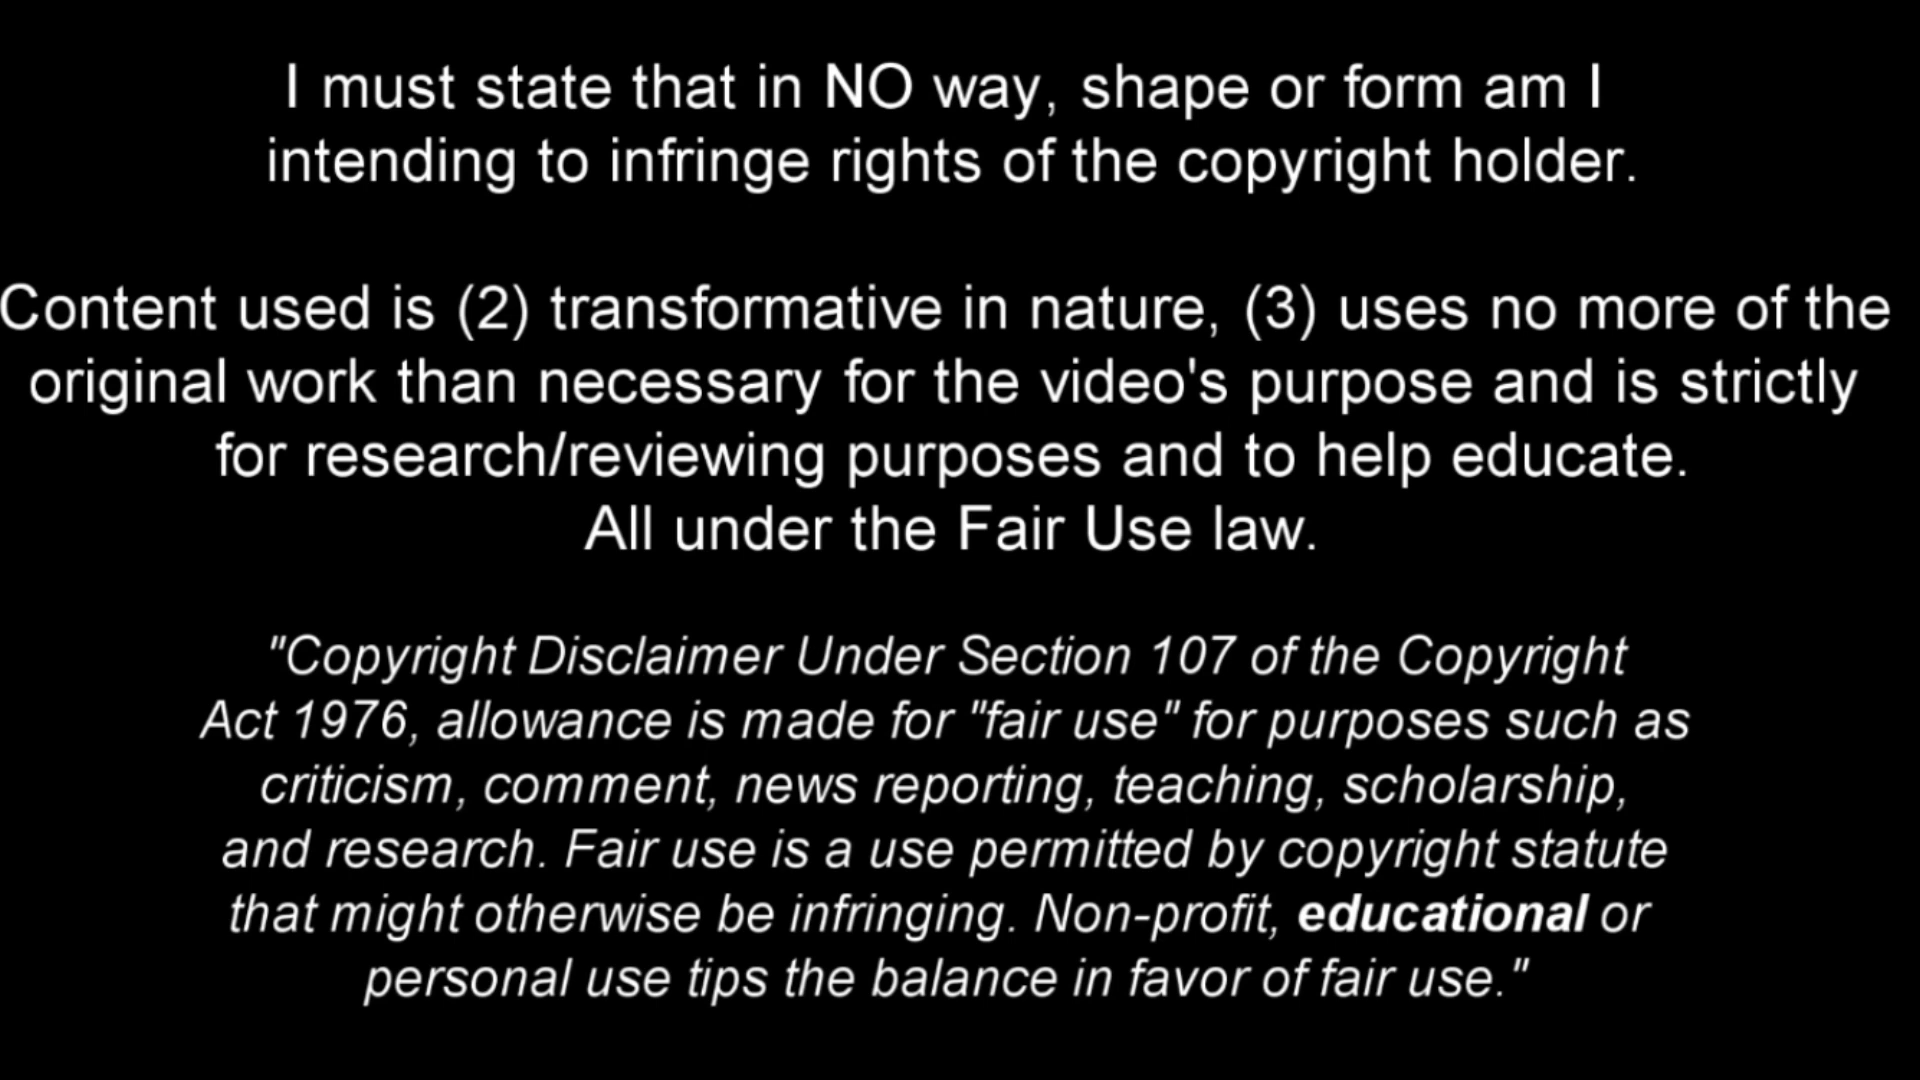 I must state that in NO way, shape or form am I
intending to infringe rights of the copyright holder.
Content used is (2) transformative in nature, (3) uses no more of the
original work than necessary for the video's purpose and is strictly
for research/reviewing purposes and to help educate.
All under the Fair Use law.
"Copyright Disclaimer Under Section 107 of the Copyright
Act 1976, allowance is made for "fair use" for purposes such as
criticism, comment, news reporting, teaching, scholarship,
and research. Fair use is a use permitted by copyright statute
that might otherwise be infringing. Non-profit, educational or
personal use tips the balance in favor of fair use."